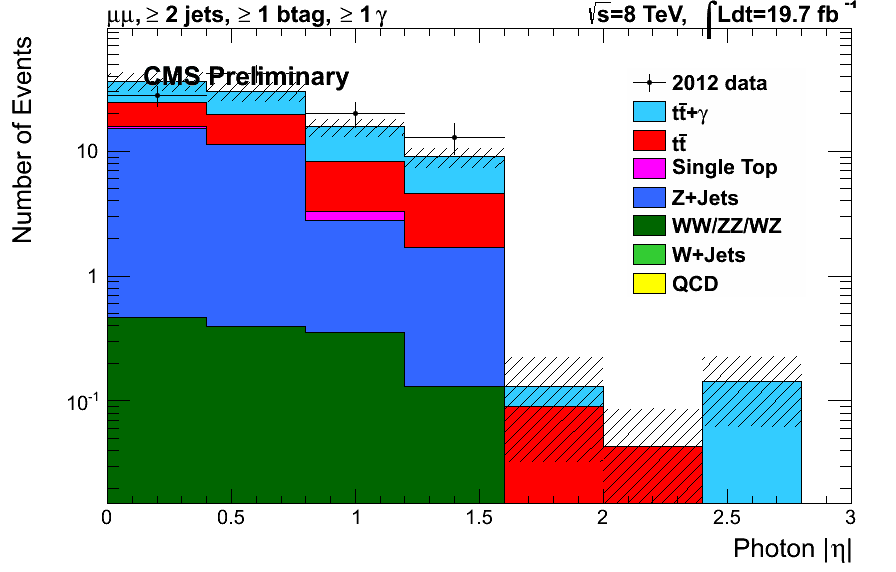 μμ, ≥ 2 jets, ≥ 1 btag, ≥ 1 γ
√s=8 TeV, ∫Ldt=19.7 fb⁻¹
CMS Preliminary
Number of Events
10
1
10⁻¹
2012 data
tt̄+γ
tt̄
Single Top
Z+Jets
WW/ZZ/WZ
W+Jets
QCD
0 0.5 1 1.5 2 2.5 3
Photon |η|